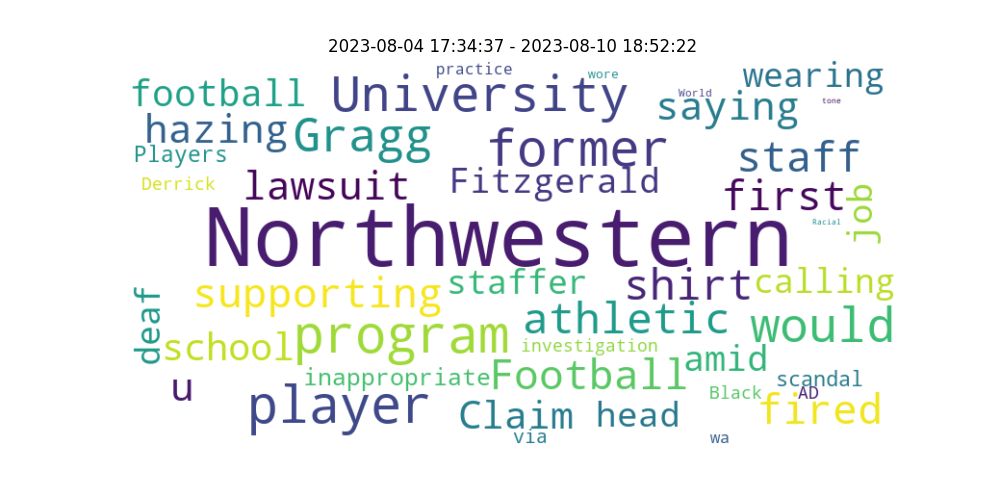 2023-08-04 17:34:37 - 2023-08-10 18:52:22
practice wore wearing
football University World saying tone
hazing Gragg former staff
Players
Derrick lawsuit Fitzgerald first job
Northwestern Racial
supporting staffer shirt calling
deaf school program athletic would
investigation
inappropriate Football amid scandal
u player Claim head Black AD fired
via wa